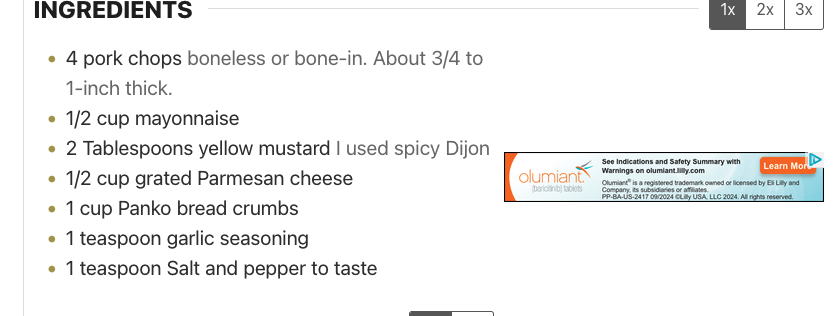 INGREDIENTS
1x 2x 3x
4 pork chops boneless or bone-in. About 3/4 to
1-inch thick.
1/2 cup mayonnaise
2 Tablespoons yellow mustard I used spicy Dijon
1/2 cup grated Parmesan cheese
1 cup Panko bread crumbs
1 teaspoon garlic seasoning
1 teaspoon Salt and pepper to taste
olumiant.
(baricitinib) tablets
See Indications and Safety Summary with
Warnings on olumiant.lilly.com
Olumiant® is a registered trademark owned or licensed by Eli Lilly and
Company, its subsidiaries or affiliates.
PP-BA-US-2417 09/2024 ©Lilly USA, LLC 2024. All rights reserved.
Learn More